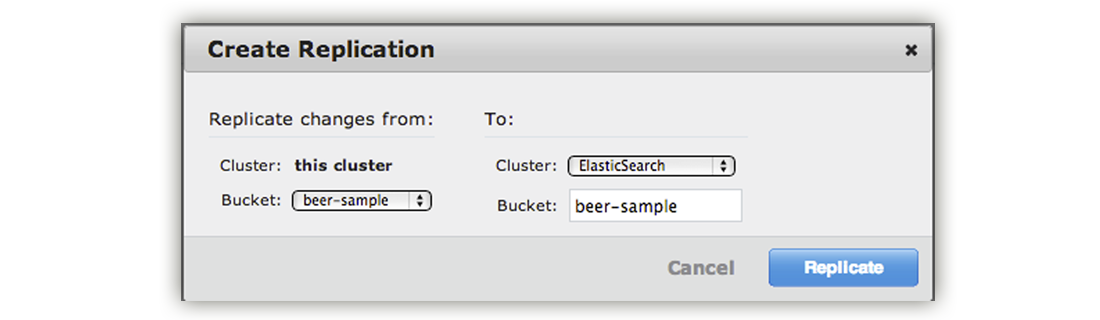 Create Replication
Replicate changes from:
Cluster: this cluster
Bucket: beer-sample
To:
Cluster: ElasticSearch
Bucket: beer-sample
Cancel
Replicate